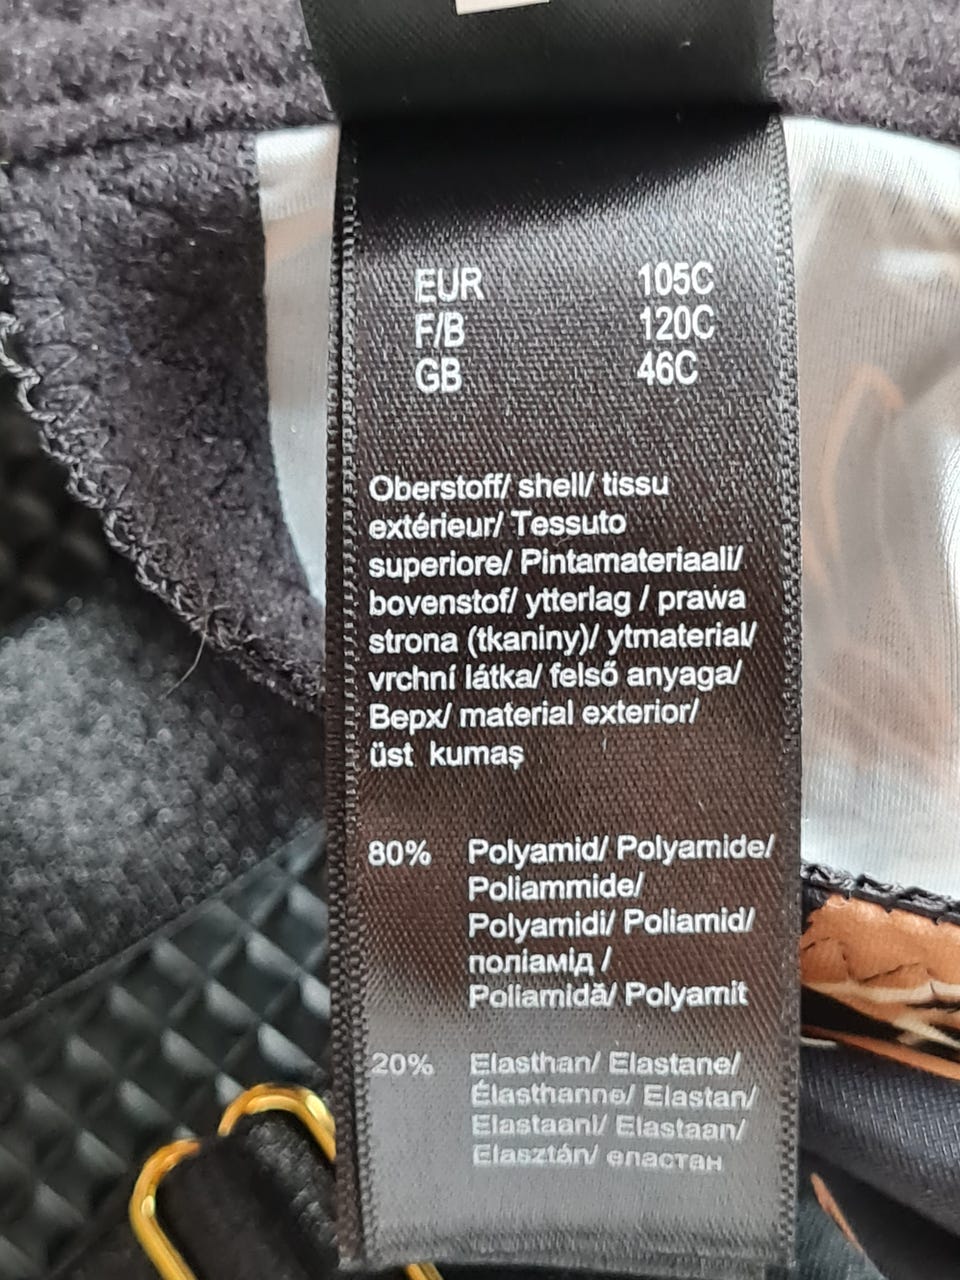 EUR 105C
F/B 120C
GB 46C
Oberstoff/ shell/ tissu
extérieur/ Tessuto
superiore/ Pintamateriaali/
bovenstof/ ytterlag / prawa
strona (tkaniny)/ ytmaterial/
vrchní látka/ felső anyaga/
Верх/ material exterior/
üst kumaş
80% Polyamid/ Polyamide/
Poliammide/
Polyamidi/ Poliamid/
поліамід /
Poliamidă/ Polyamit
20% Elasthan/ Elastane/
Élasthanne/ Elastan/
Elastaani/ Elastaan/
Elasztán/ еластан